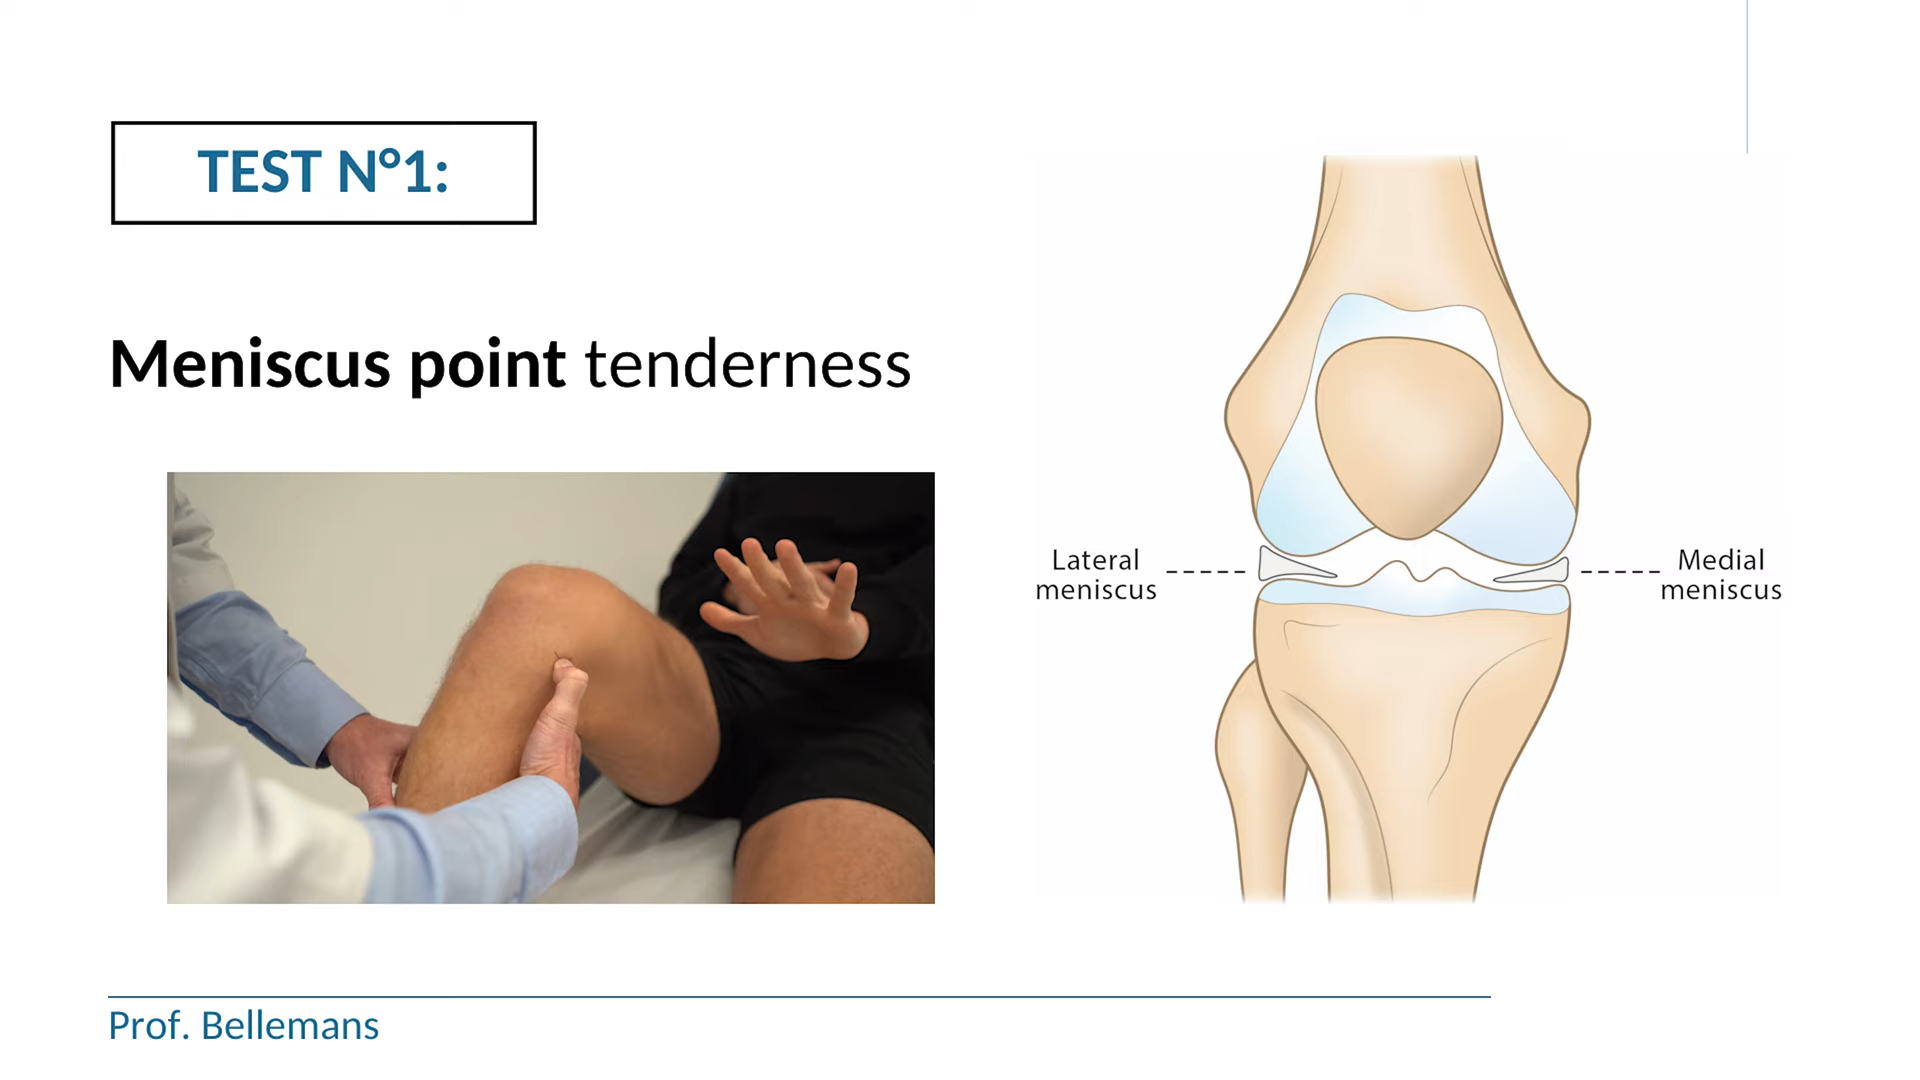 TEST N°1:
Meniscus point tenderness
Lateral
meniscus
Medial
meniscus
Prof. Bellemans